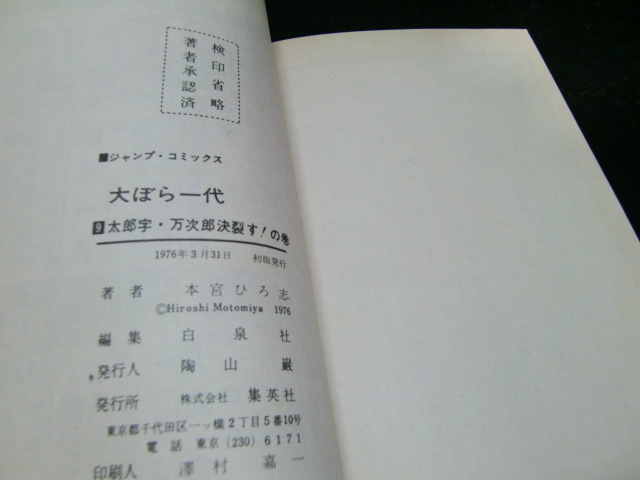 検印省略
著者承認済
■ジャンプ・コミックス
大ぼら一代
9太郎字・万次郎決裂す!の巻
1976年3月31日 初版発行
著者 本宮ひろ志
©Hiroshi Motomiya 1976
編集 白泉社
発行人 陶山巌
発行所 株式会社 集英社
東京都千代田区一ッ橋2丁目5番10号
電話 東京(230)6171
印刷人 澤村嘉一